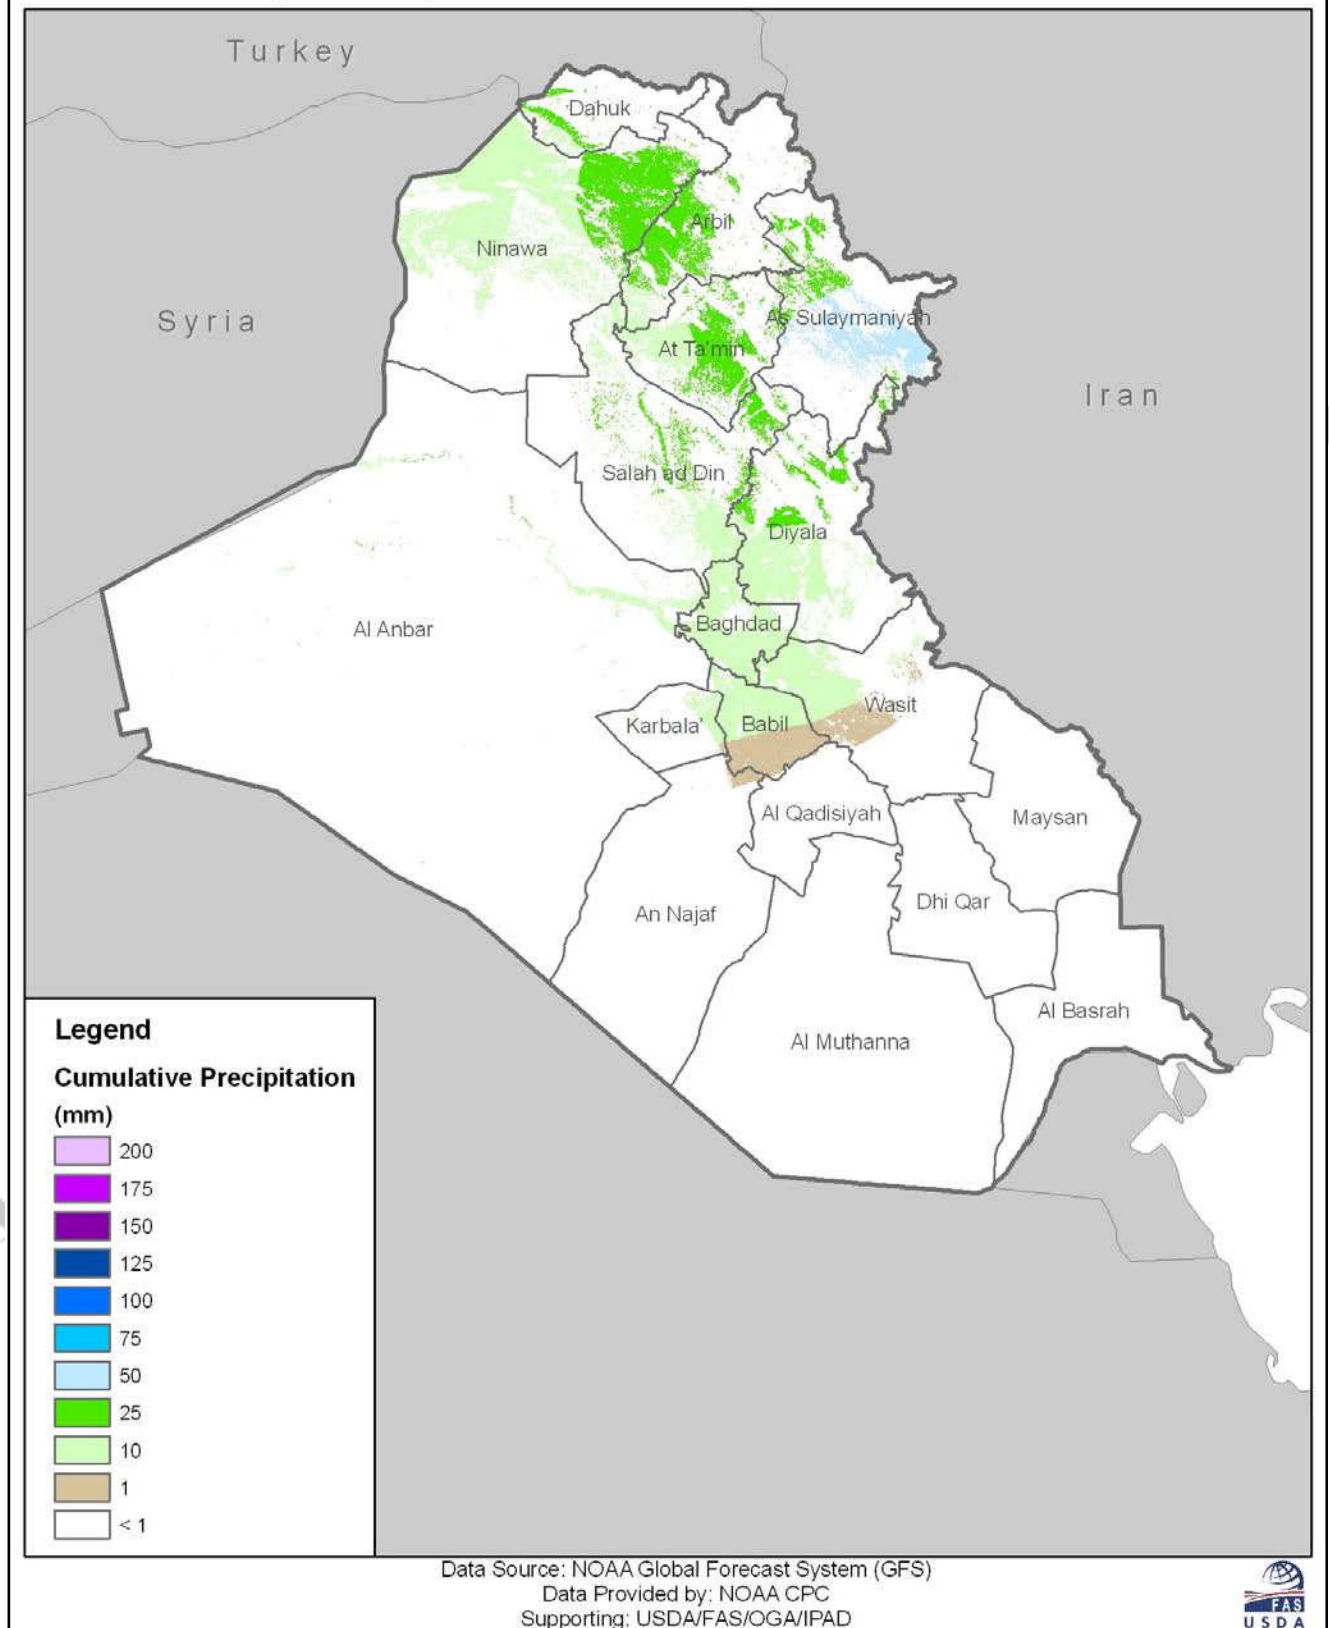 Turkey
Dahuk
Arbil
Ninawa
Syria
As Sulaymaniyah
At Ta'min
Iran
Salah ad Din
Diyala
Al Anbar
Baghdad
Wasit
Karbala'
Babil
Al Qadisiyah
Maysan
Dhi Qar
An Najaf
Al Basrah
Al Muthanna
Legend
Cumulative Precipitation
(mm)
200
175
150
125
100
75
50
25
10
1
< 1
Data Source: NOAA Global Forecast System (GFS)
Data Provided by: NOAA CPC
Supporting: USDA/FAS/OGA/IPAD
FAS
USDA